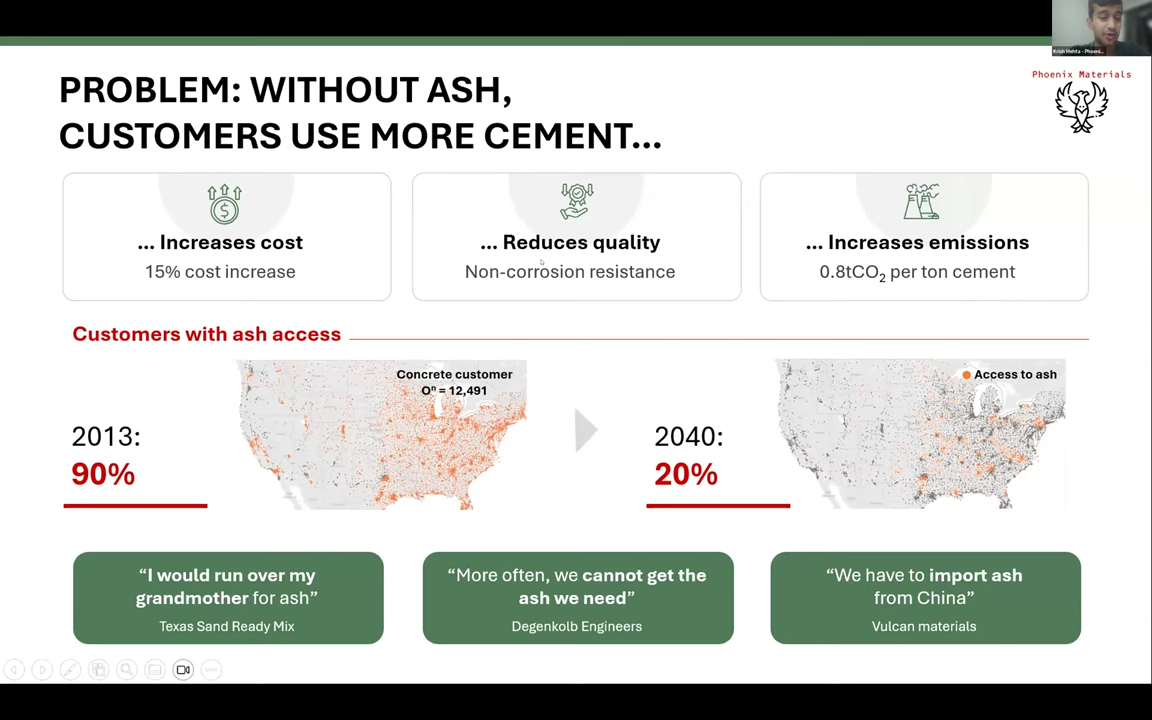 Krish Mehta - Phoeni...
Phoenix Materials
PROBLEM: WITHOUT ASH,
CUSTOMERS USE MORE CEMENT...
... Increases cost
15% cost increase
... Reduces quality
Non-corrosion resistance
... Increases emissions
0.8tCO₂ per ton cement
Customers with ash access
2013:
90%
Concrete customer
Oⁿ = 12,491
2040:
20%
Access to ash
“I would run over my
grandmother for ash”
Texas Sand Ready Mix
“More often, we cannot get the
ash we need”
Degenkolb Engineers
“We have to import ash
from China”
Vulcan materials